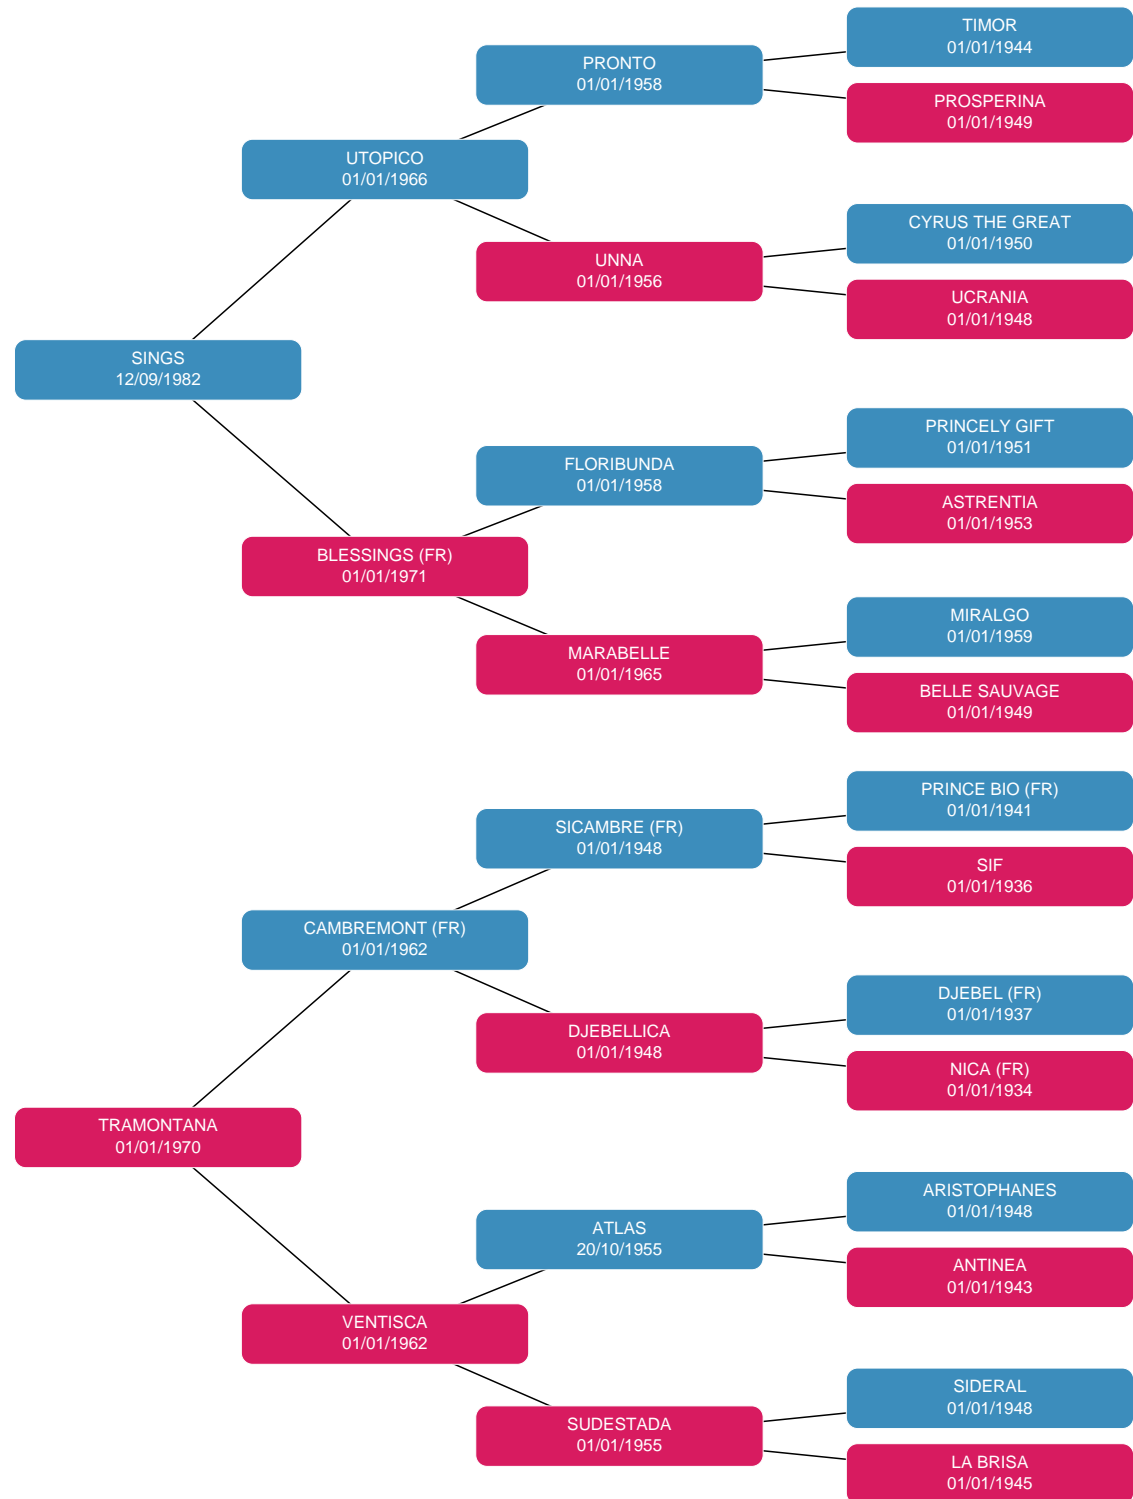 TIMOR
01/01/1944
PRONTO
01/01/1958
PROSPERINA
01/01/1949
UTOPICO
01/01/1966
CYRUS THE GREAT
01/01/1950
UNNA
01/01/1956
UCRANIA
01/01/1948
SINGS
12/09/1982
PRINCELY GIFT
01/01/1951
FLORIBUNDA
01/01/1958
ASTRENTIA
01/01/1953
BLESSINGS (FR)
01/01/1971
MIRALGO
01/01/1959
MARABELLE
01/01/1965
BELLE SAUVAGE
01/01/1949
PRINCE BIO (FR)
01/01/1941
SICAMBRE (FR)
01/01/1948
SIF
01/01/1936
CAMBREMONT (FR)
01/01/1962
DJEBEL (FR)
01/01/1937
DJEBELLICA
01/01/1948
NICA (FR)
01/01/1934
TRAMONTANA
01/01/1970
ARISTOPHANES
01/01/1948
ATLAS
20/10/1955
ANTINEA
01/01/1943
VENTISCA
01/01/1962
SIDERAL
01/01/1948
SUDESTADA
01/01/1955
LA BRISA
01/01/1945